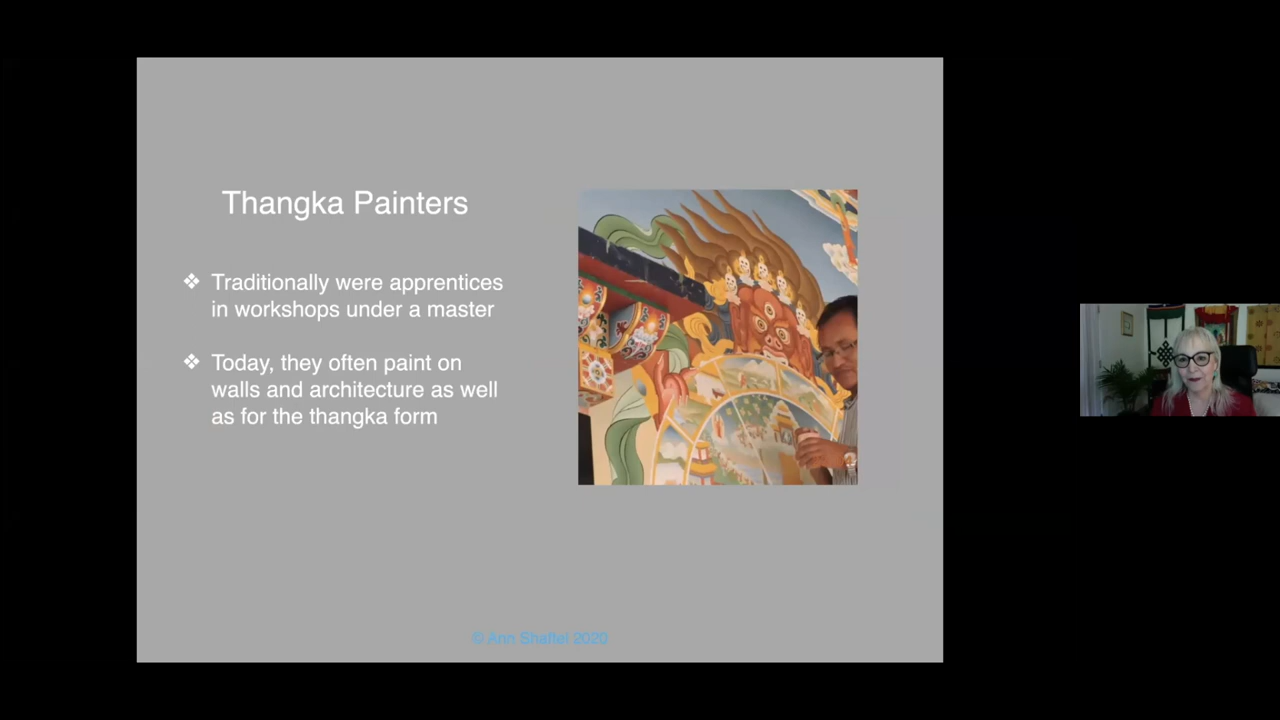 Thangka Painters
❖ Traditionally were apprentices
in workshops under a master
❖ Today, they often paint on
walls and architecture as well
as for the thangka form
© Ann Shaftel 2020